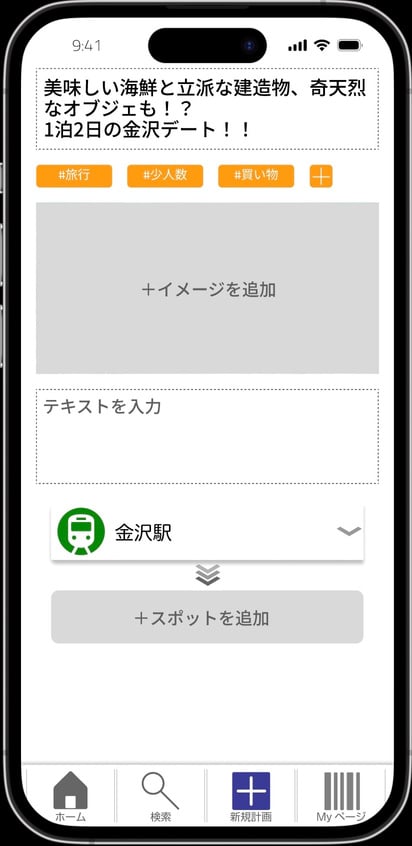 9:41
美味しい海鮮と立派な建造物、奇天烈
なオブジェも！？
1泊2日の金沢デート！！
#旅行 #少人数 #買い物 ＋
＋イメージを追加
テキストを入力
金沢駅
＋スポットを追加
ホーム 検索 新規計画 My ページ